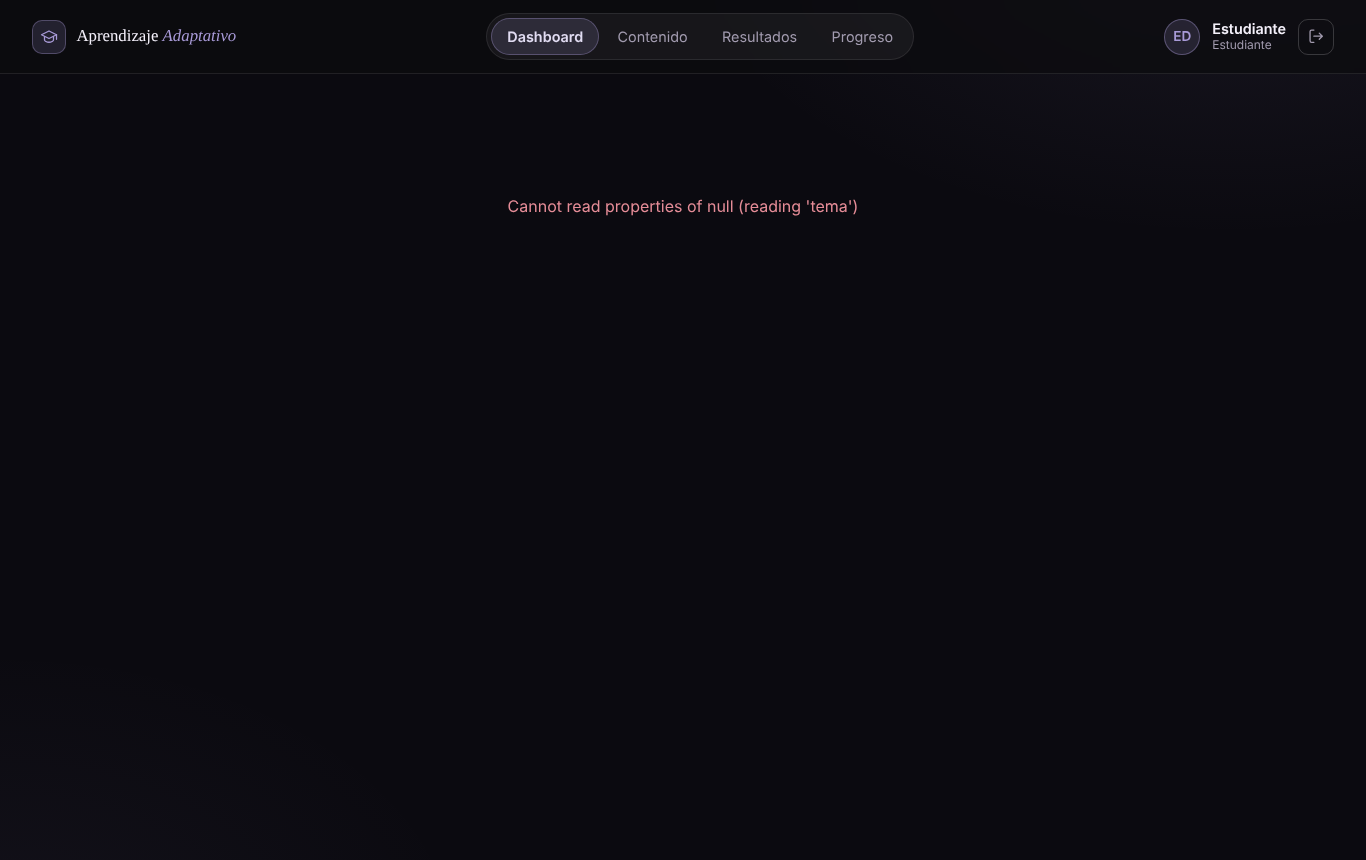 Aprendizaje Adaptativo
Dashboard
Contenido
Resultados
Progreso
ED
Estudiante
Estudiante
Cannot read properties of null (reading 'tema')